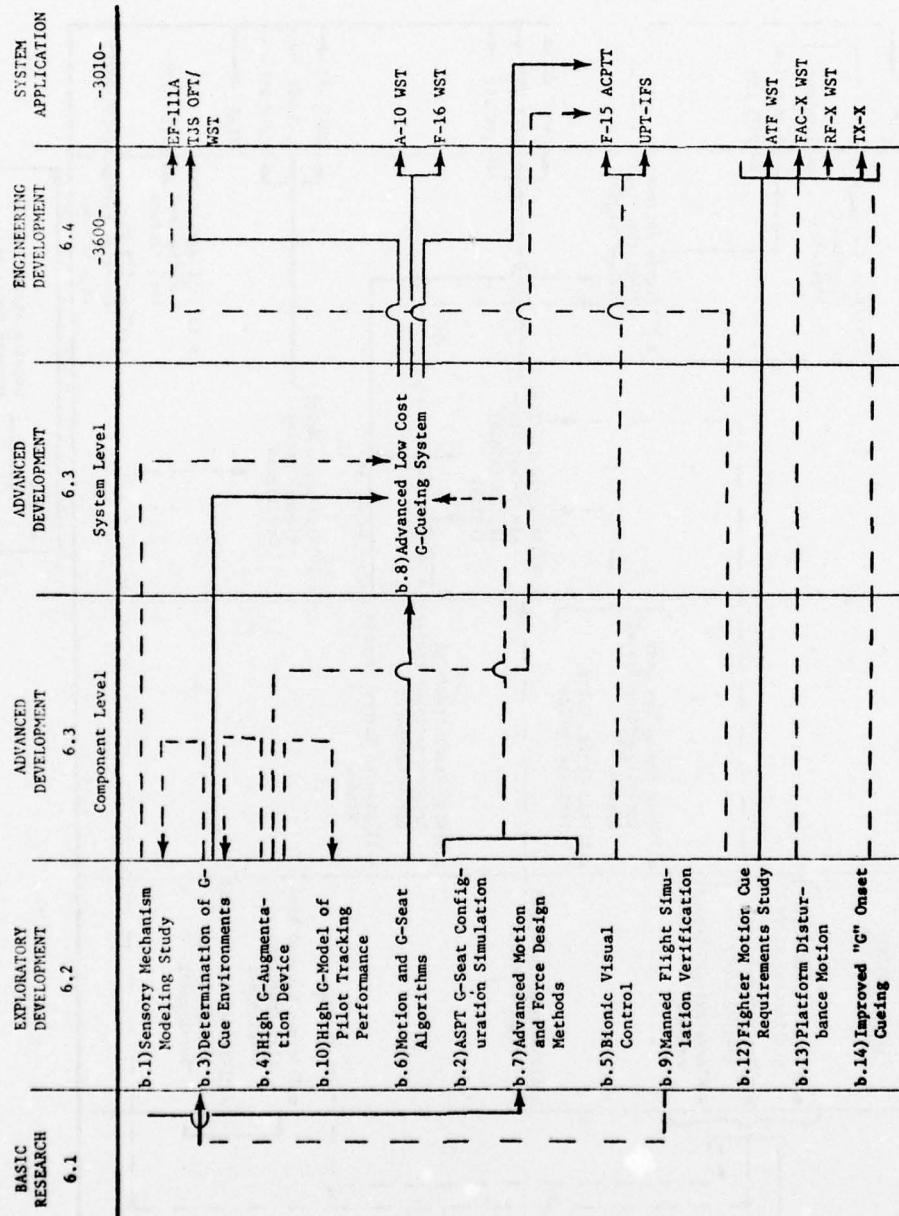 BASIC
RESEARCH
6.1
EXPLORATORY
DEVELOPMENT
6.2
ADVANCED
DEVELOPMENT
6.3
Component Level
ADVANCED
DEVELOPMENT
6.3
System Level
ENGINEERING
DEVELOPMENT
6.4
-3600-
SYSTEM
APPLICATION
-3010-
b.1)Sensory Mechanism
Modeling Study
b.3)Determination of G-
Cue Environments
b.4)High G-Augmenta-
tion Device
b.10)High G-Model of
Pilot Tracking
Performance
b.6)Motion and G-Seat
Algorithms
b.2)ASPT G-Seat Config-
uration Simulation
b.7)Advanced Motion
and Force Design
Methods
b.5)Bionic Visual
Control
b.9)Manned Flight Simu-
lation Verification
b.12)Fighter Motion Cue
Requirements Study
b.13)Platform Distur-
bance Motion
b.14)Improved "G" Onset
Cueing
b.8)Advanced Low Cost
G-Cueing System
EF-111A
TJS OFT/
WST
A-10 WST
F-16 WST
F-15 ACPTT
UPT-IFS
ATF WST
FAC-X WST
RF-X WST
TX-X